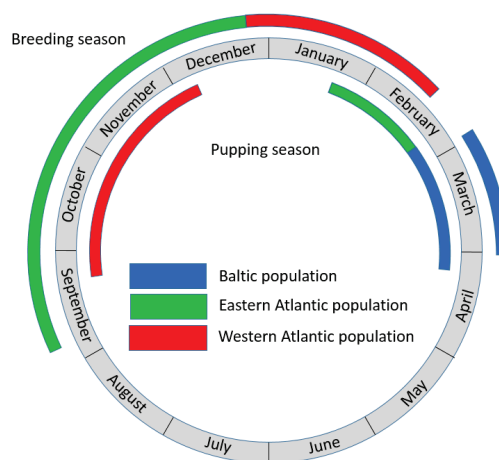 Breeding season
December
January
November
February
Pupping season
October
March
September
April
Baltic population
Eastern Atlantic population
Western Atlantic population
August
May
July
June